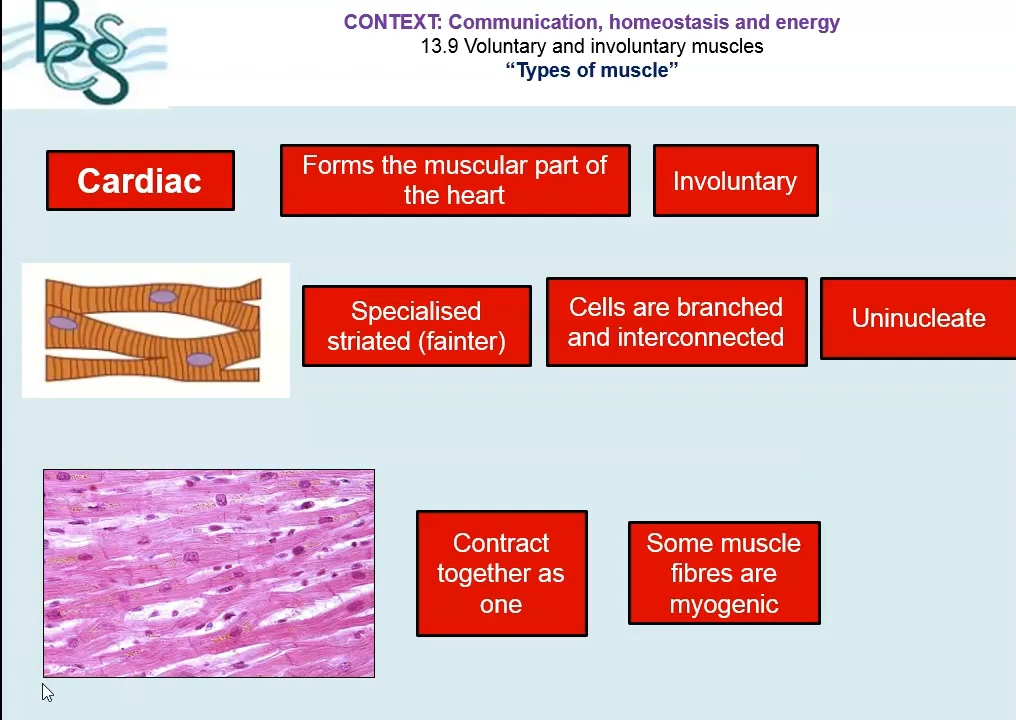 BCSS
CONTEXT: Communication, homeostasis and energy
13.9 Voluntary and involuntary muscles
“Types of muscle”
Cardiac
Forms the muscular part of
the heart
Involuntary
Specialised
striated (fainter)
Cells are branched
and interconnected
Uninucleate
Contract
together as
one
Some muscle
fibres are
myogenic